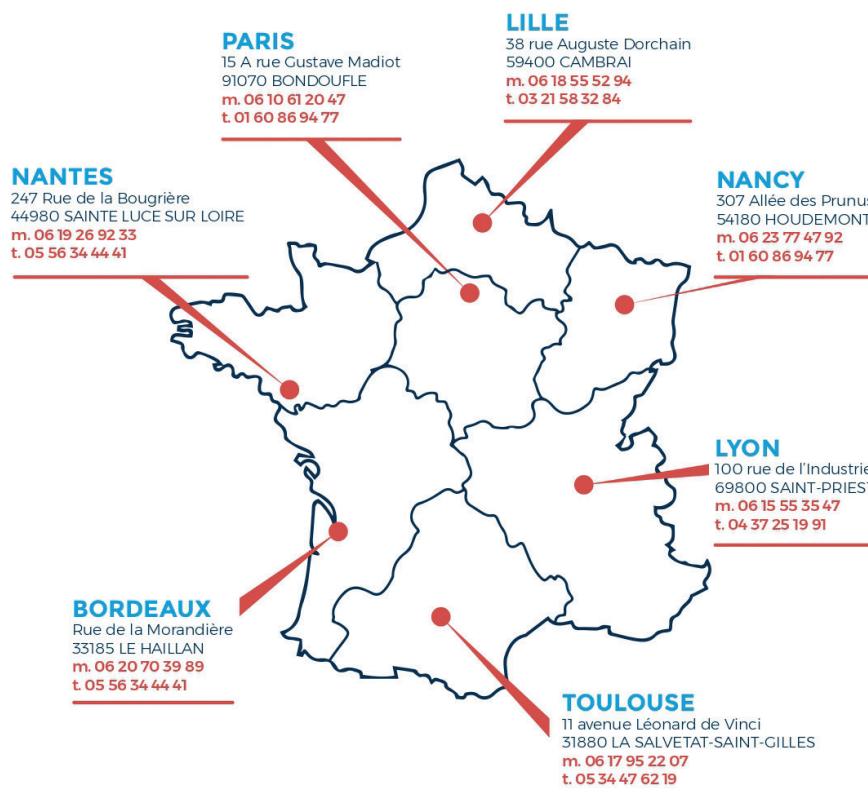 LILLE
38 rue Auguste Dorchain
59400 CAMBRAI
m. 06 18 55 52 94
t. 03 21 58 32 84
PARIS
15 A rue Gustave Madiot
91070 BONDOUFLE
m. 06 10 61 20 47
t. 01 60 86 94 77
NANTES
247 Rue de la Bougrière
44980 SAINTE LUCE SUR LOIRE
m. 06 19 26 92 33
t. 05 56 34 44 41
NANCY
307 Allée des Prunus
54180 HOUDEMONT
m. 06 23 77 47 92
t. 01 60 86 94 77
LYON
100 rue de l'Industrie
69800 SAINT-PRIEST
m. 06 15 55 35 47
t. 04 37 25 19 91
BORDEAUX
Rue de la Morandière
33185 LE HAILLAN
m. 06 20 70 39 89
t. 05 56 34 44 41
TOULOUSE
11 avenue Léonard de Vinci
31880 LA SALVETAT-SAINT-GILLES
m. 06 17 95 22 07
t. 05 34 47 62 19